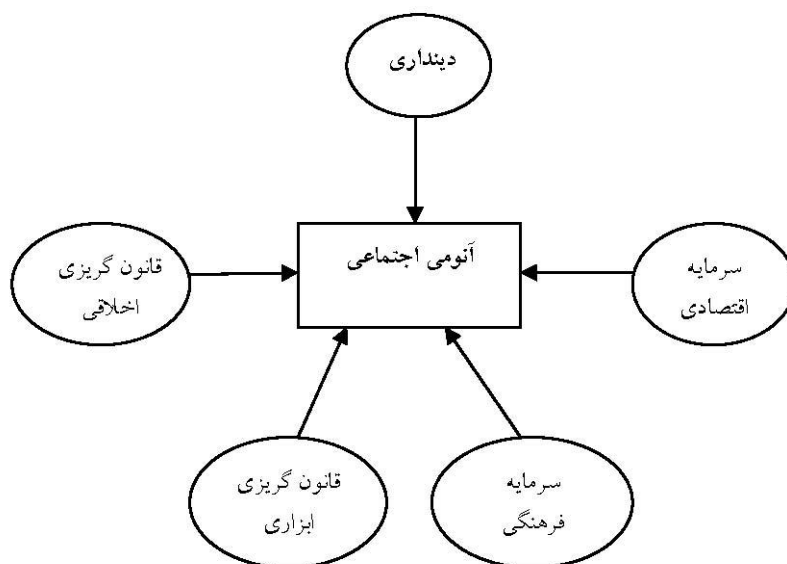 دینداری
آنومی اجتماعی
قانون گریزی
اخلاقی
سرمایه
اقتصادی
قانون گریزی
ابزاری
سرمایه
فرهنگی